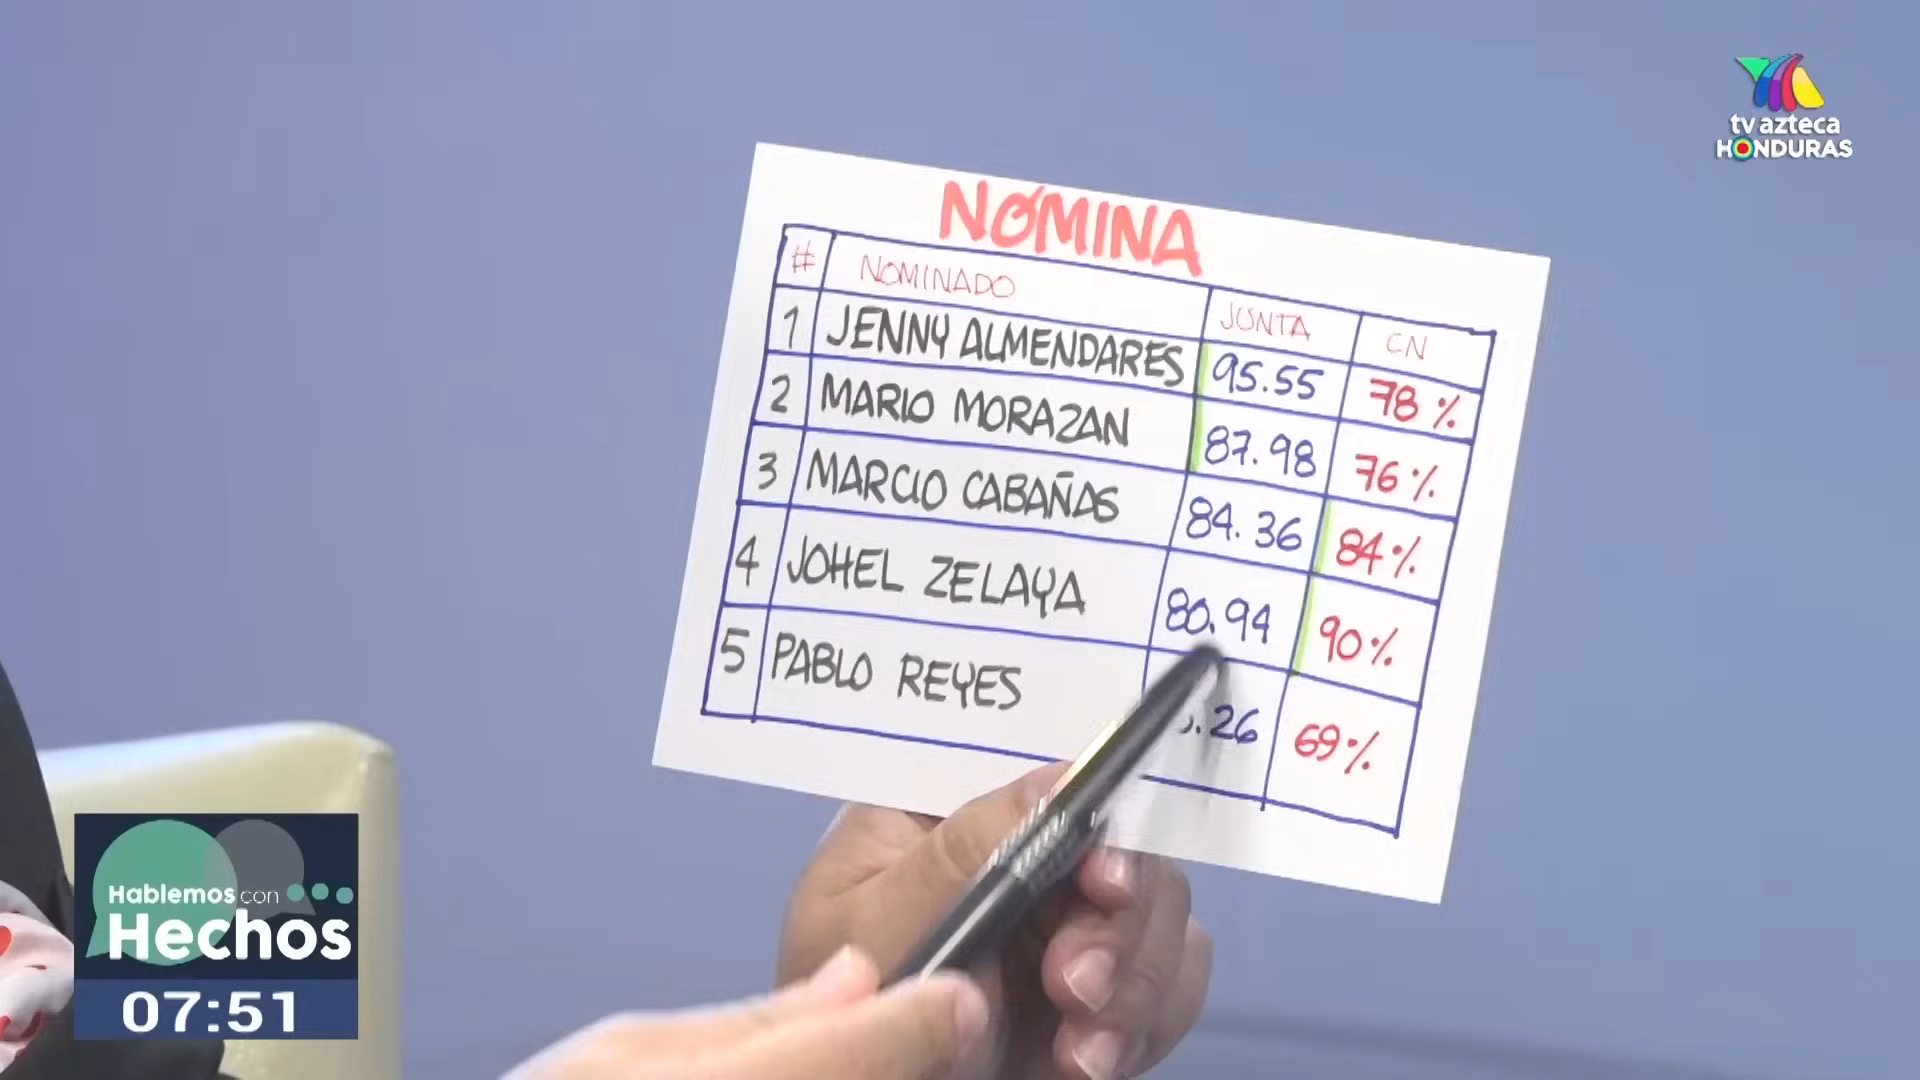 tv azteca
HONDURAS
NÓMINA
# NOMINADO JUNTA CN
1 JENNY ALMENDARES 95.55 78%
2 MARIO MORAZAN 87.98 76%
3 MARCIO CABAÑAS 84.36 84%
4 JOHEL ZELAYA 80.94 90%
5 PABLO REYES .26 69%
Hablemos con
Hechos
07:51